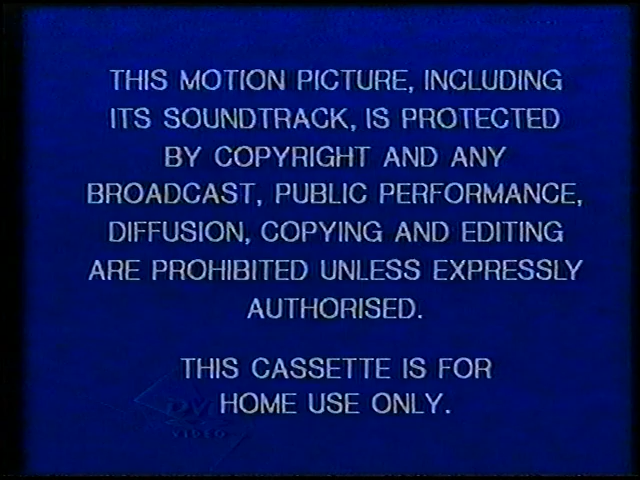 THIS MOTION PICTURE, INCLUDING
ITS SOUNDTRACK, IS PROTECTED
BY COPYRIGHT AND ANY
BROADCAST, PUBLIC PERFORMANCE,
DIFFUSION, COPYING AND EDITING
ARE PROHIBITED UNLESS EXPRESSLY
AUTHORISED.
THIS CASSETTE IS FOR
HOME USE ONLY.
VIDEO